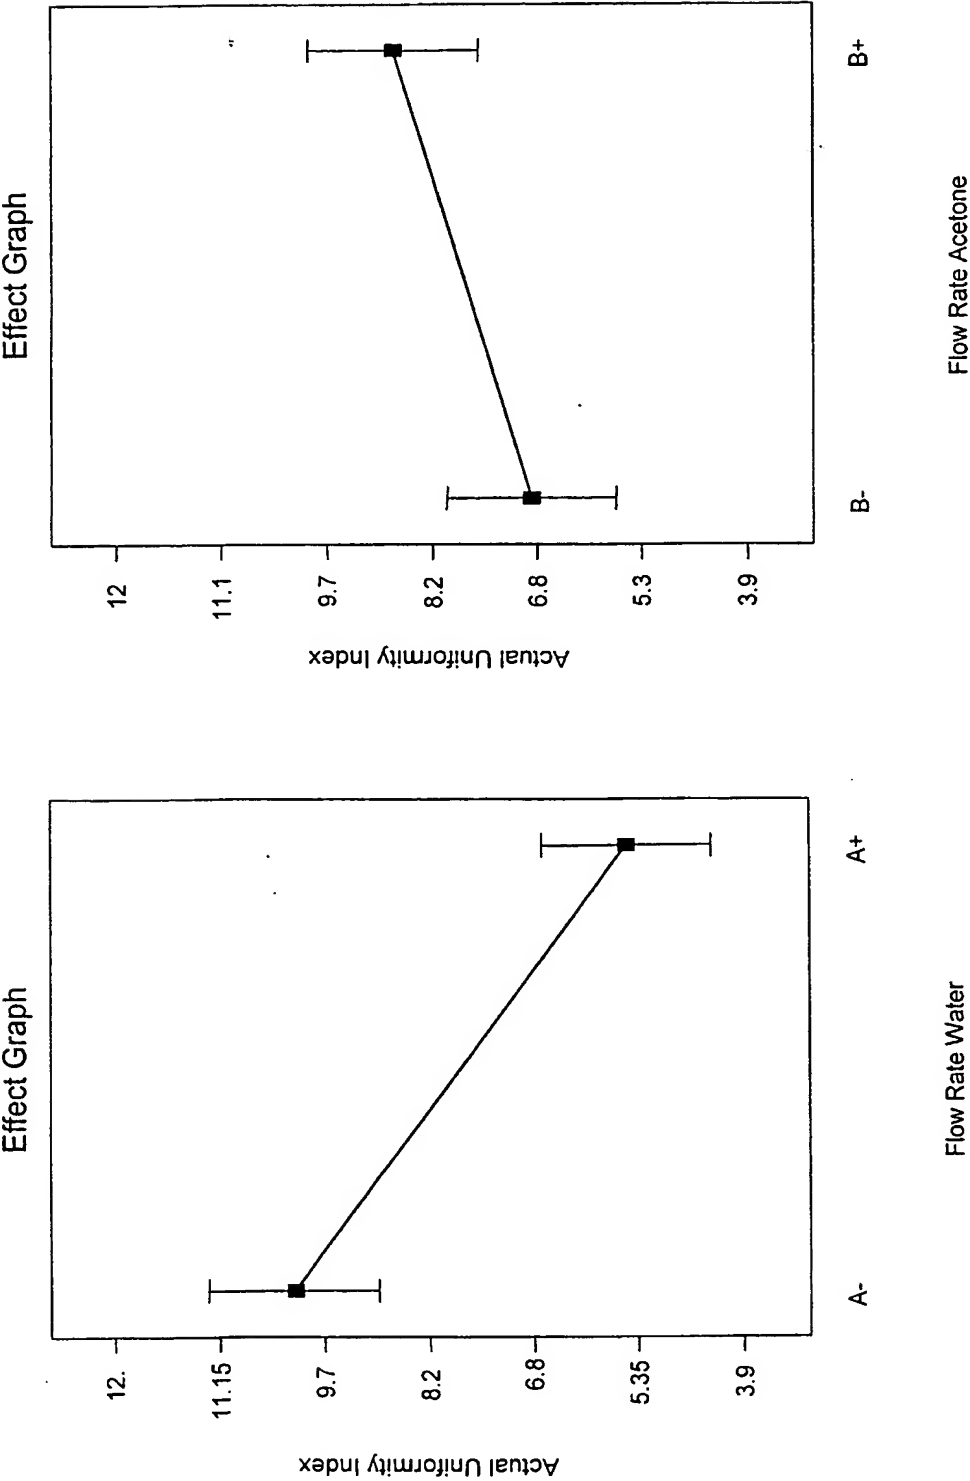 Effect Graph
Actual Uniformity Index
12.
11.15
9.7
8.2
6.8
5.35
3.9
A-
A+
Flow Rate Water
Effect Graph
Actual Uniformity Index
12
11.1
9.7
8.2
6.8
5.3
3.9
B-
B+
Flow Rate Acetone